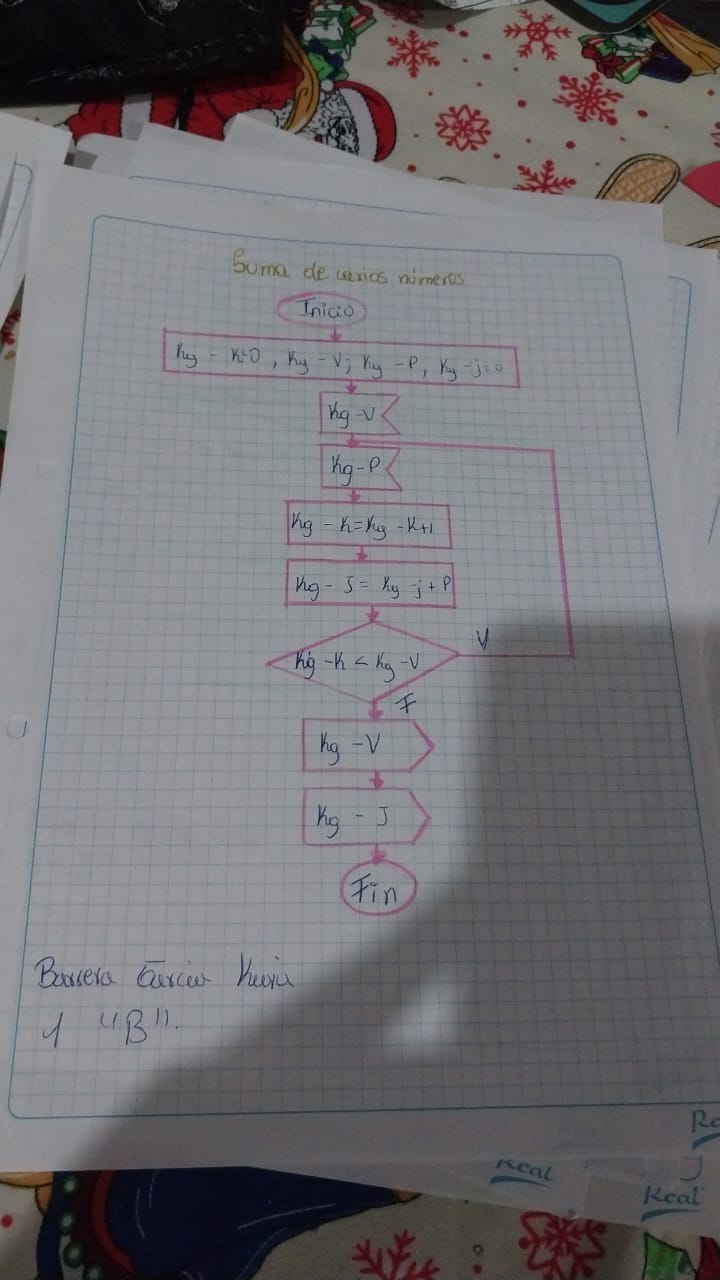 Suma de varios números
Inicio
Kg - K=0, Kg - V; Kg - P, Kg - j=0
Kg - V
Kg - P
Kg - K = Kg - K+1
Kg - J = Kg - j + P
V
Kg - K < Kg - V
F
Kg - V
Kg - J
Fin
Barrera García
1 "B".
Real
Real